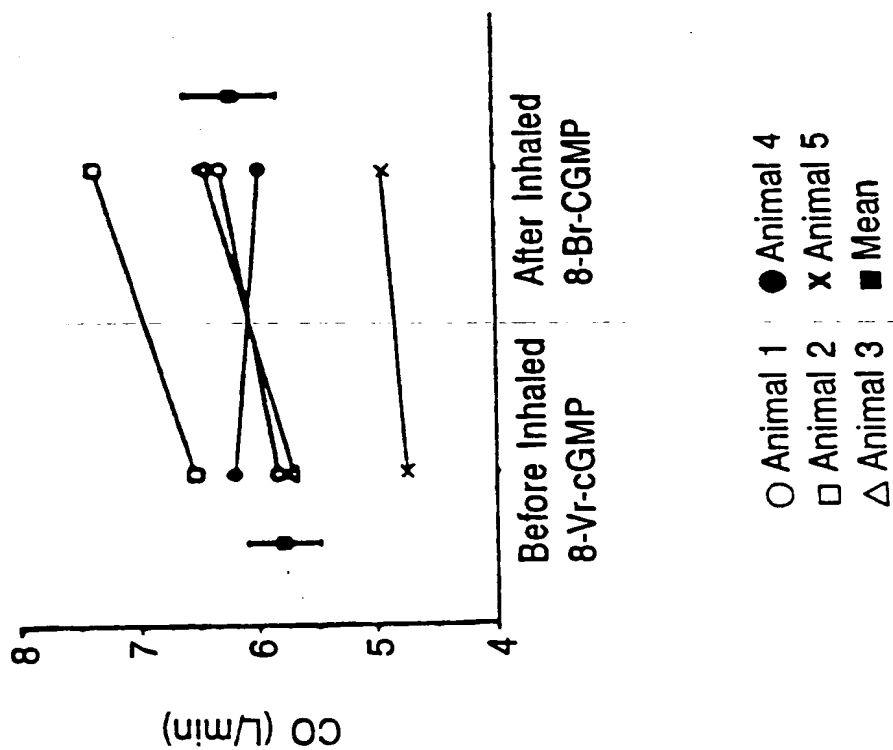 CO (L/min)
8
7
6
5
4
Before Inhaled
8-Vr-cGMP
After Inhaled
8-Br-CGMP
○ Animal 1
□ Animal 2
△ Animal 3
● Animal 4
x Animal 5
■ Mean